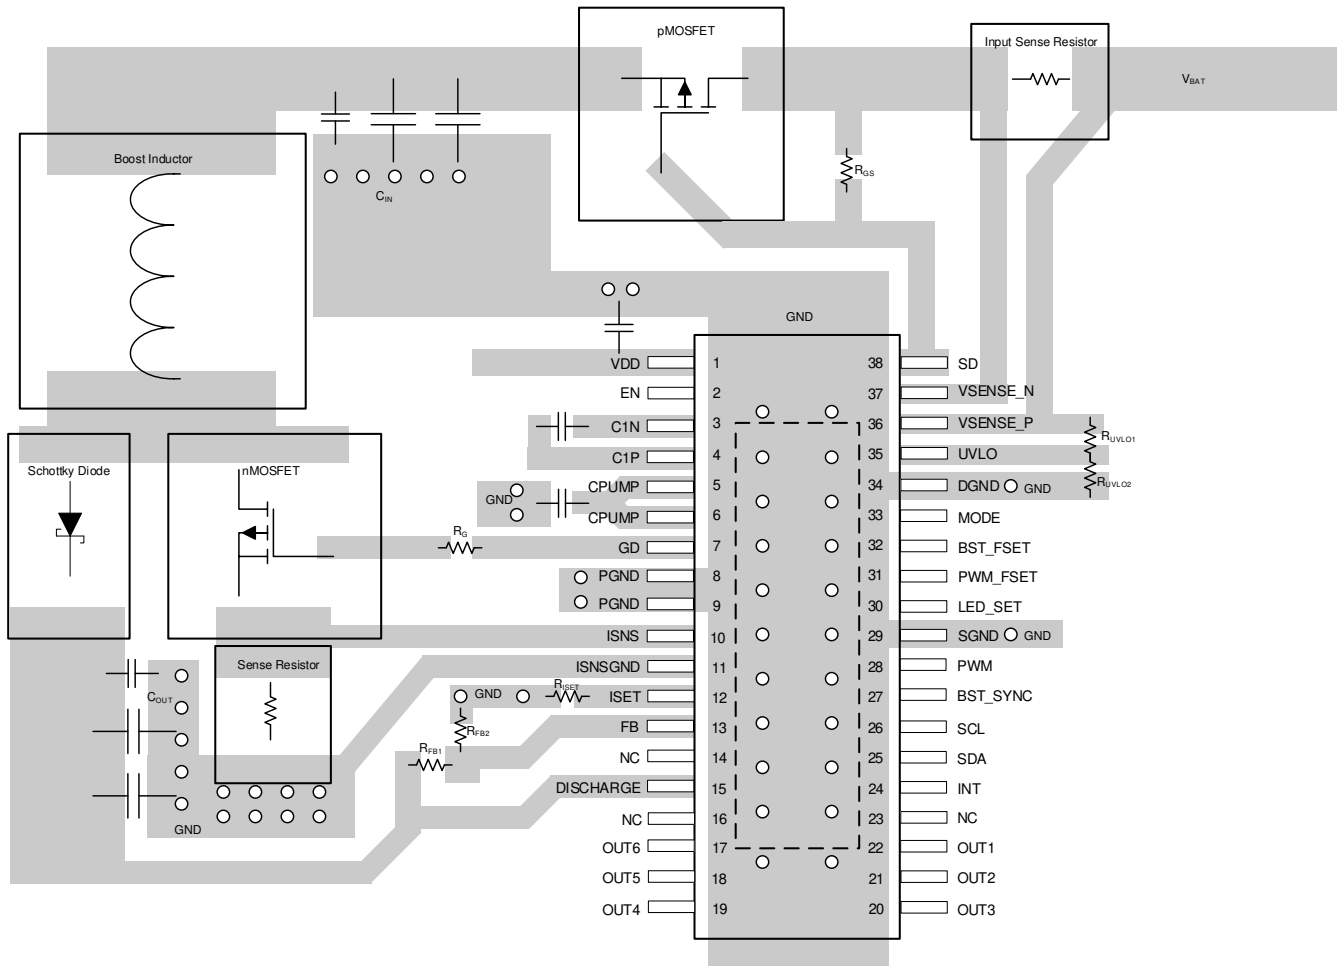 pMOSFET
Input Sense Resistor
VBAT
Boost Inductor
RGS
CIN
GND
VDD 1 38 SD
EN 2 37 VSENSE_N
C1N 3 36 VSENSE_P
RUVLO1
C1P 4 35 UVLO
Schottky Diode
nMOSFET
CPUMP 5 34 DGND GND
RUVLO2
GND
CPUMP 6 33 MODE
RG
GD 7 32 BST_FSET
PGND 8 31 PWM_FSET
PGND 9 30 LED_SET
ISNS 10 29 SGND GND
Sense Resistor
ISNSGND 11 28 PWM
RISET
COUT
GND
ISET 12 27 BST_SYNC
RFB2
FB 13 26 SCL
RFB1
NC 14 25 SDA
DISCHARGE 15 24 INT
NC 16 23 NC
GND
OUT6 17 22 OUT1
OUT5 18 21 OUT2
OUT4 19 20 OUT3